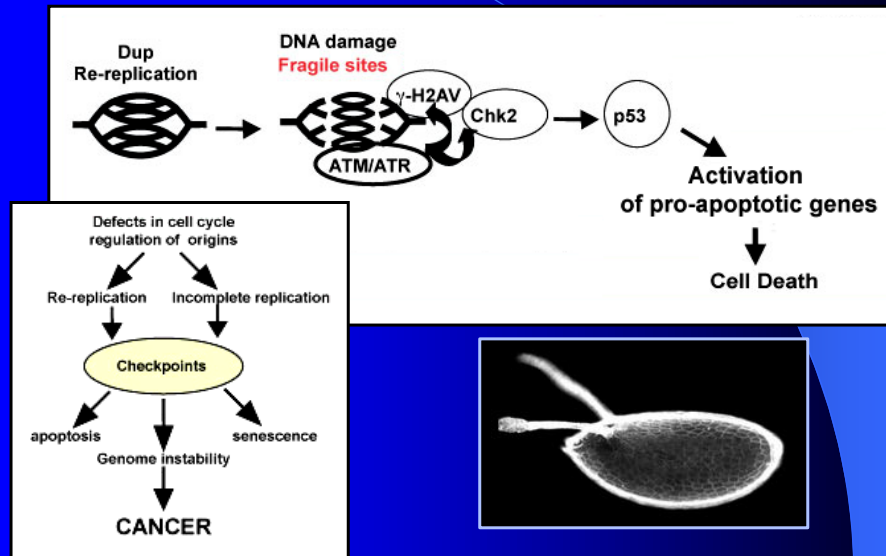 Dup
Re-replication
DNA damage
Fragile sites
γ-H2AV
Chk2
ATM/ATR
p53
Activation
of pro-apoptotic genes
Cell Death
Defects in cell cycle
regulation of origins
Re-replication
Incomplete replication
Checkpoints
apoptosis
senescence
Genome instability
CANCER